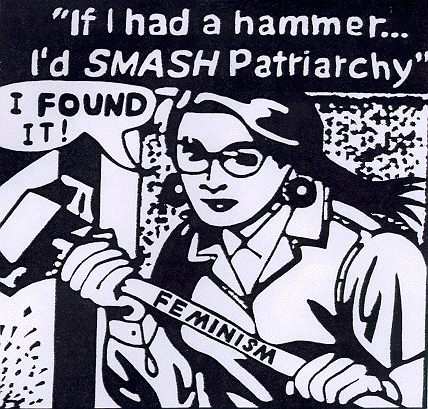 "If I had a hammer...
I'd SMASH Patriarchy"
I FOUND
IT!
FEMINISM